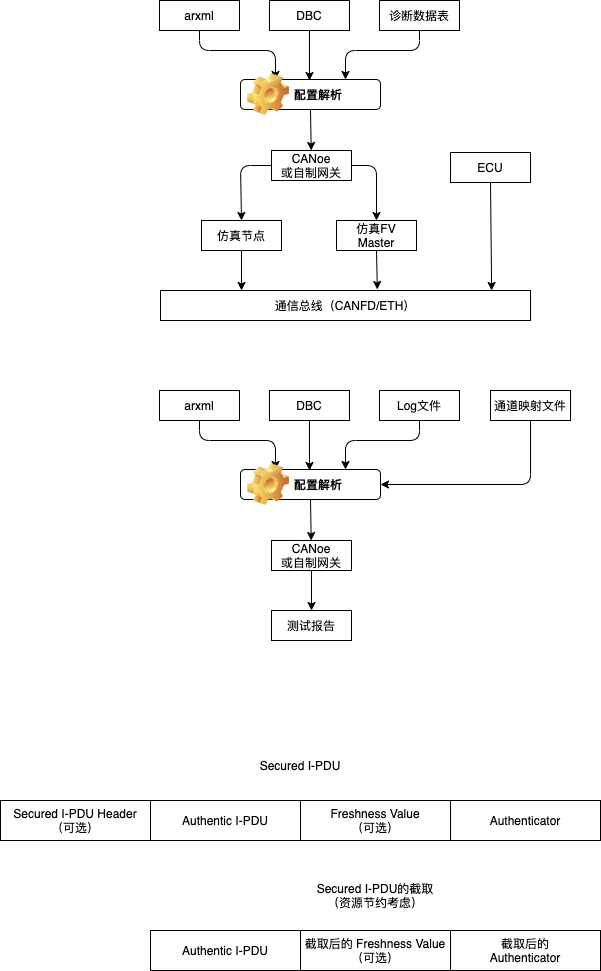 arxml
DBC
诊断数据表
配置解析
CANoe
或自制网关
ECU
仿真节点
仿真FV
Master
通信总线（CANFD/ETH）
arxml
DBC
Log文件
通道映射文件
配置解析
CANoe
或自制网关
测试报告
Secured I-PDU
Secured I-PDU Header
（可选）
Authentic I-PDU
Freshness Value
（可选）
Authenticator
Secured I-PDU的截取
（资源节约考虑）
Authentic I-PDU
截取后的 Freshness Value
（可选）
截取后的
Authenticator